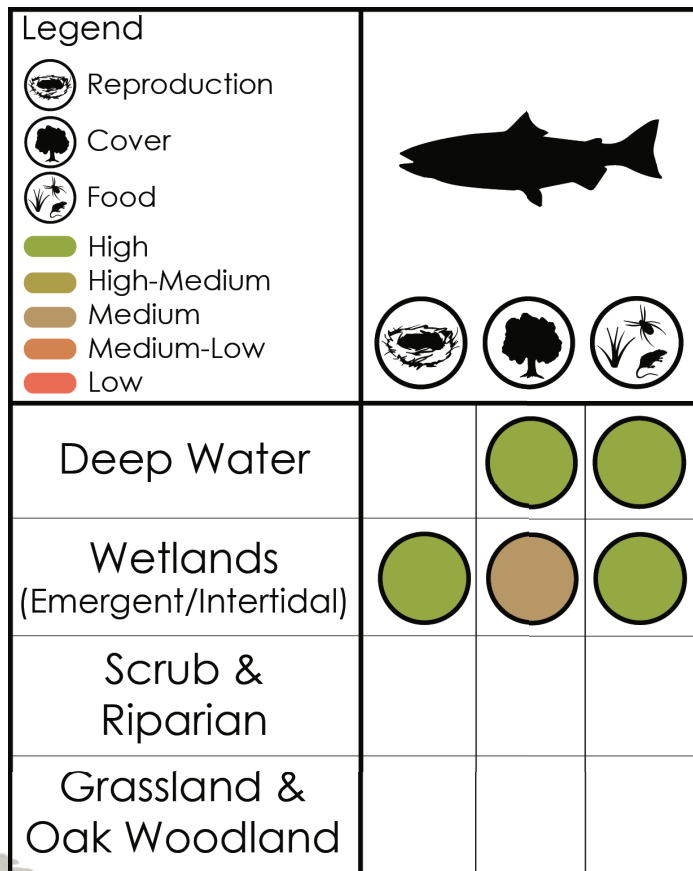 Legend
Reproduction
Cover
Food
High
High-Medium
Medium
Medium-Low
Low
Deep Water
Wetlands
(Emergent/Intertidal)
Scrub &
Riparian
Grassland &
Oak Woodland